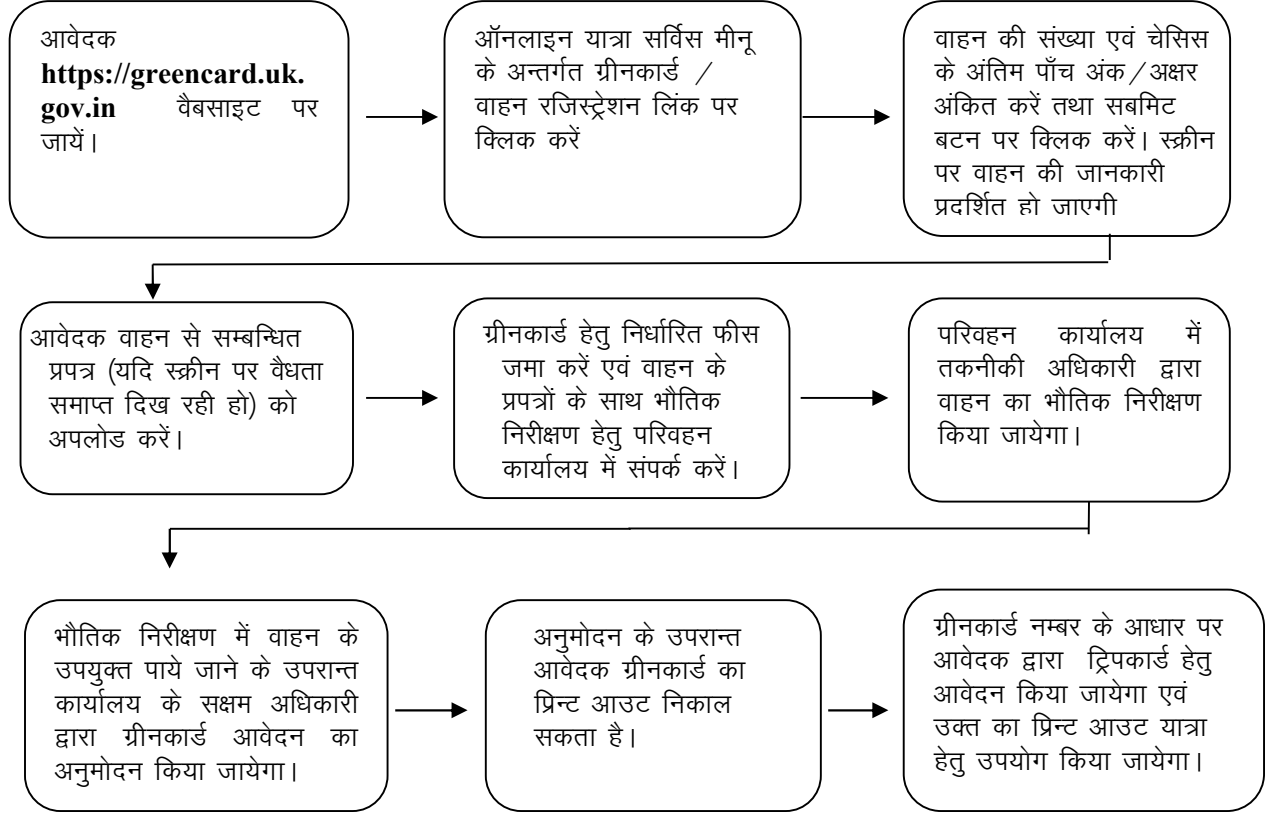 आवेदक
https://greencard.uk.
gov.in वैबसाइट पर
जायें।
ऑनलाइन यात्रा सर्विस मीनू
के अन्तर्गत ग्रीनकार्ड /
वाहन रजिस्ट्रेशन लिंक पर
क्लिक करें
वाहन की संख्या एवं चेसिस
के अंतिम पाँच अंक/अक्षर
अंकित करें तथा सबमिट
बटन पर क्लिक करें। स्क्रीन
पर वाहन की जानकारी
प्रदर्शित हो जाएगी
आवेदक वाहन से सम्बन्धित
प्रपत्र (यदि स्क्रीन पर वैधता
समाप्त दिख रही हो) को
अपलोड करें।
ग्रीनकार्ड हेतु निर्धारित फीस
जमा करें एवं वाहन के
प्रपत्रों के साथ भौतिक
निरीक्षण हेतु परिवहन
कार्यालय में संपर्क करें।
परिवहन कार्यालय में
तकनीकी अधिकारी द्वारा
वाहन का भौतिक निरीक्षण
किया जायेगा।
भौतिक निरीक्षण में वाहन के
उपयुक्त पाये जाने के उपरान्त
कार्यालय के सक्षम अधिकारी
द्वारा ग्रीनकार्ड आवेदन का
अनुमोदन किया जायेगा।
अनुमोदन के उपरान्त
आवेदक ग्रीनकार्ड का
प्रिन्ट आउट निकाल
सकता है।
ग्रीनकार्ड नम्बर के आधार पर
आवेदक द्वारा ट्रिपकार्ड हेतु
आवेदन किया जायेगा एवं
उक्त का प्रिन्ट आउट यात्रा
हेतु उपयोग किया जायेगा।